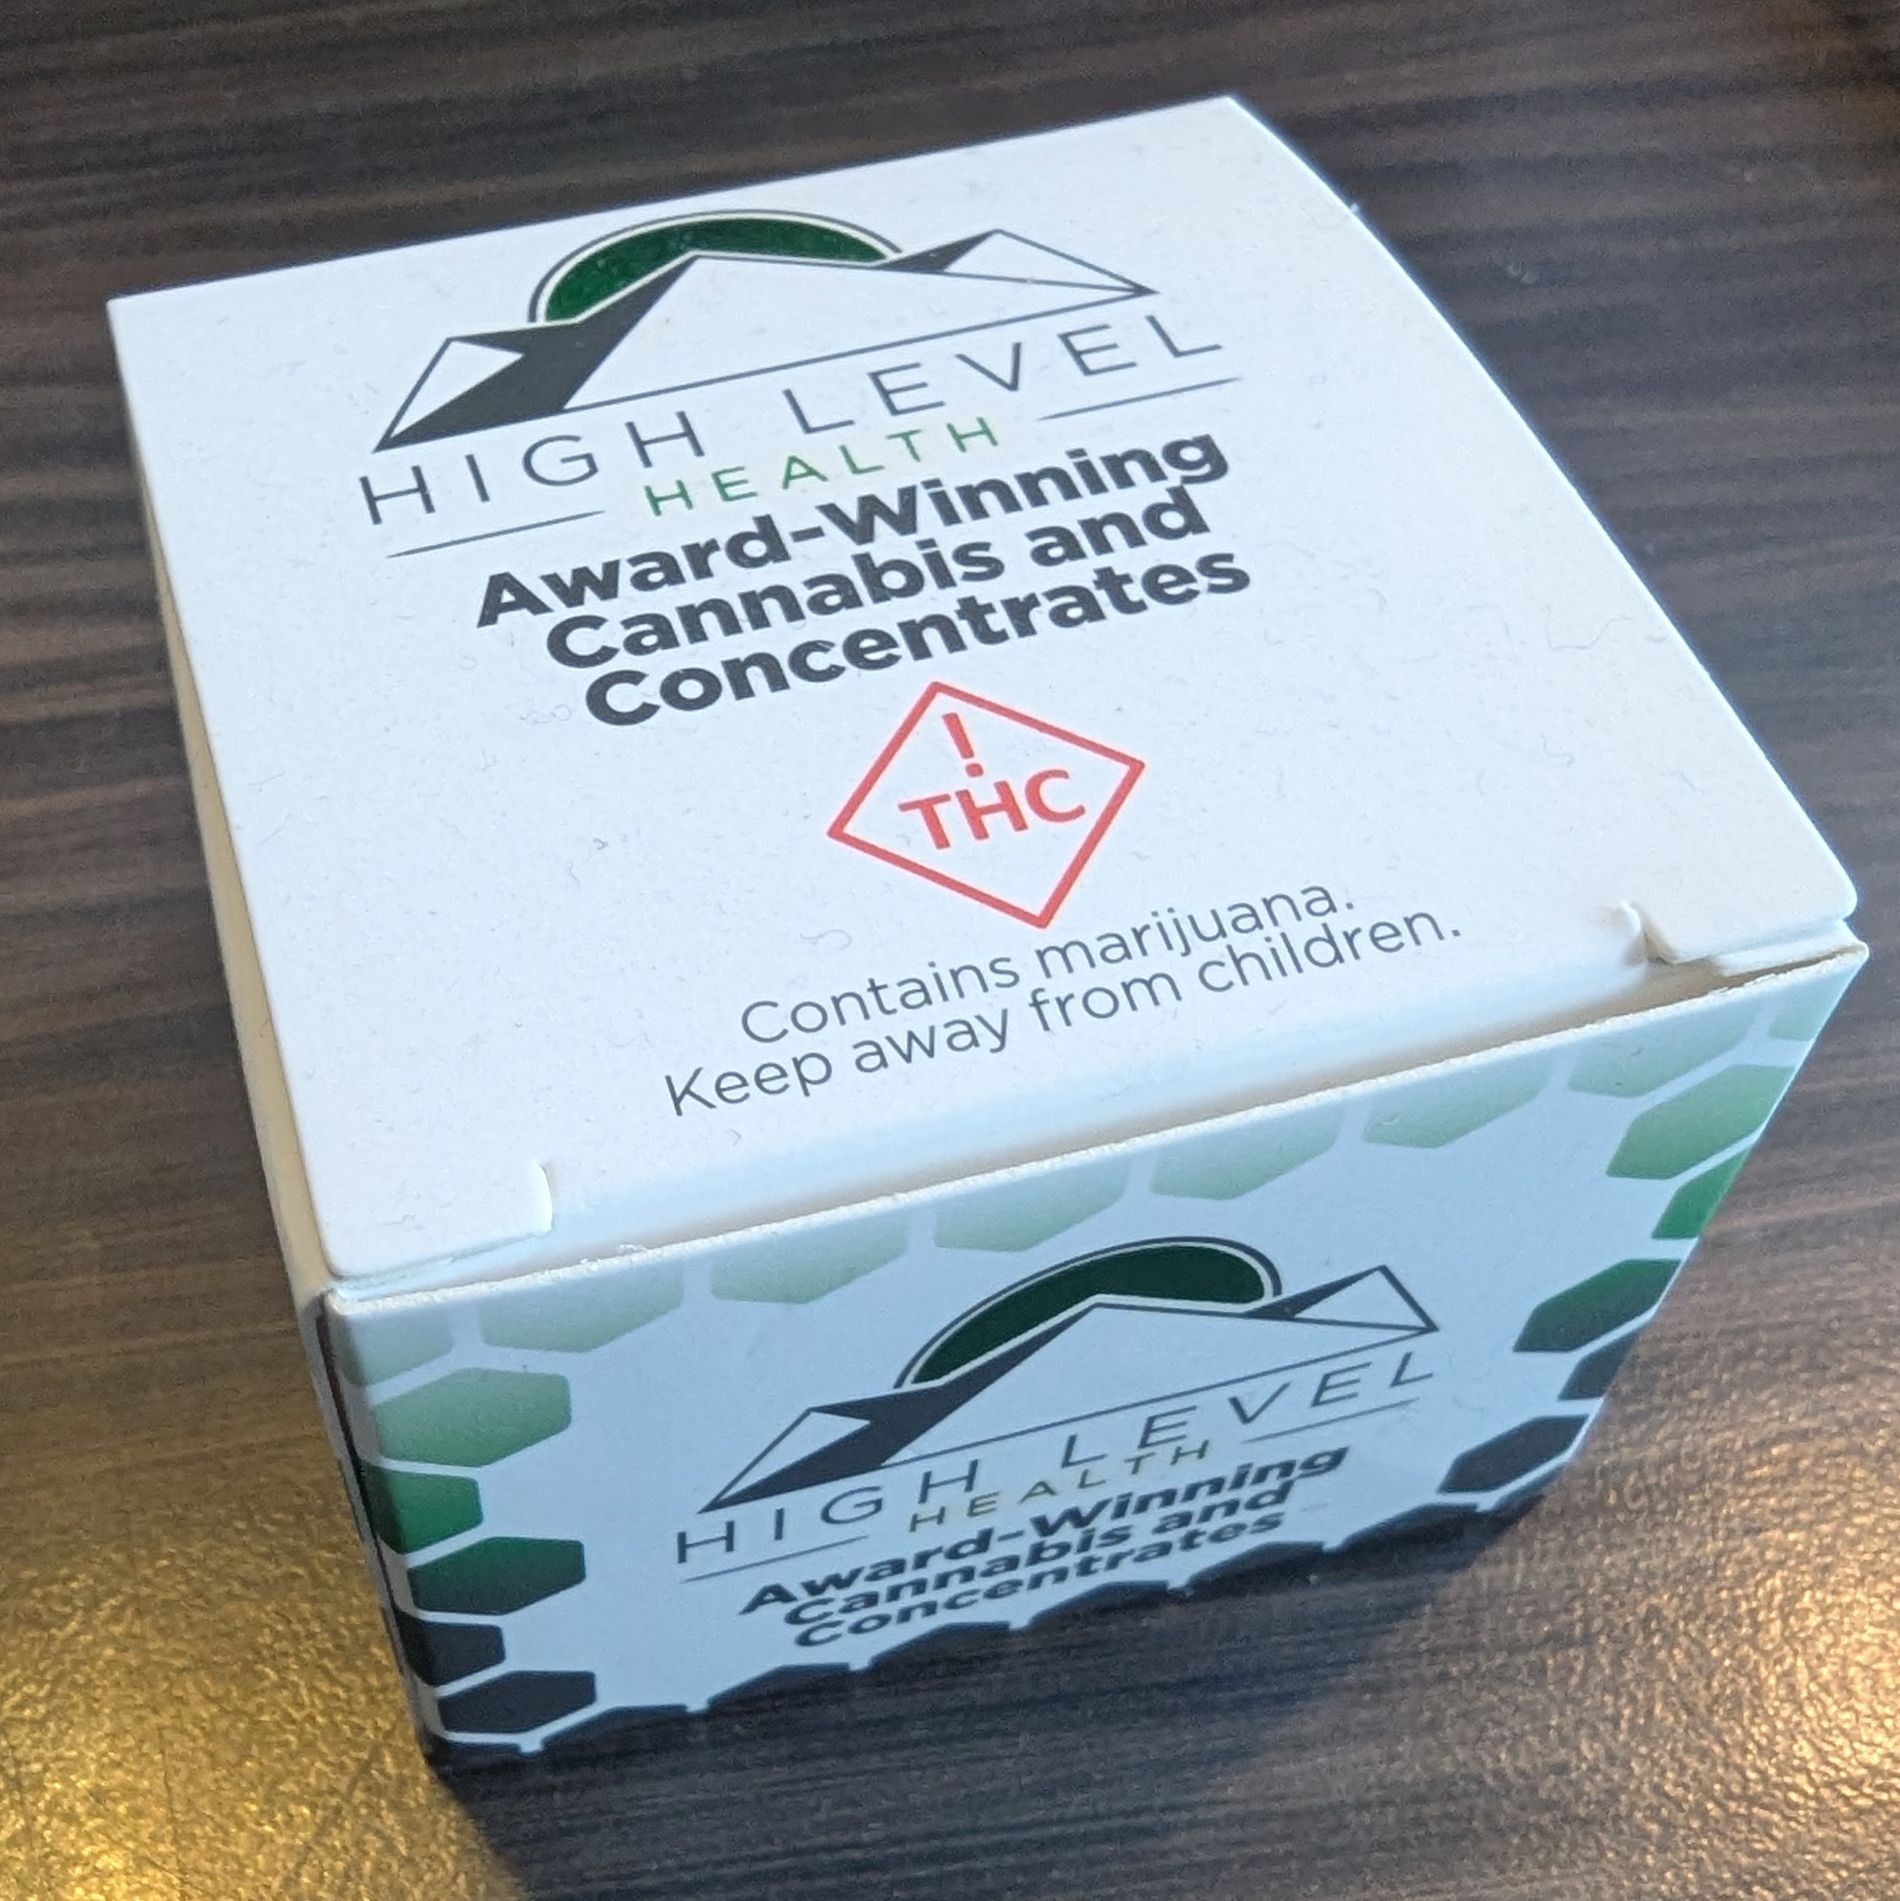 HIGH LEVEL
HEALTH
Award-Winning
Cannabis and
Concentrates
!
THC
Contains marijuana.
Keep away from children.
HIGH LEVEL
HEALTH
Award-Winning
Cannabis and
Concentrates